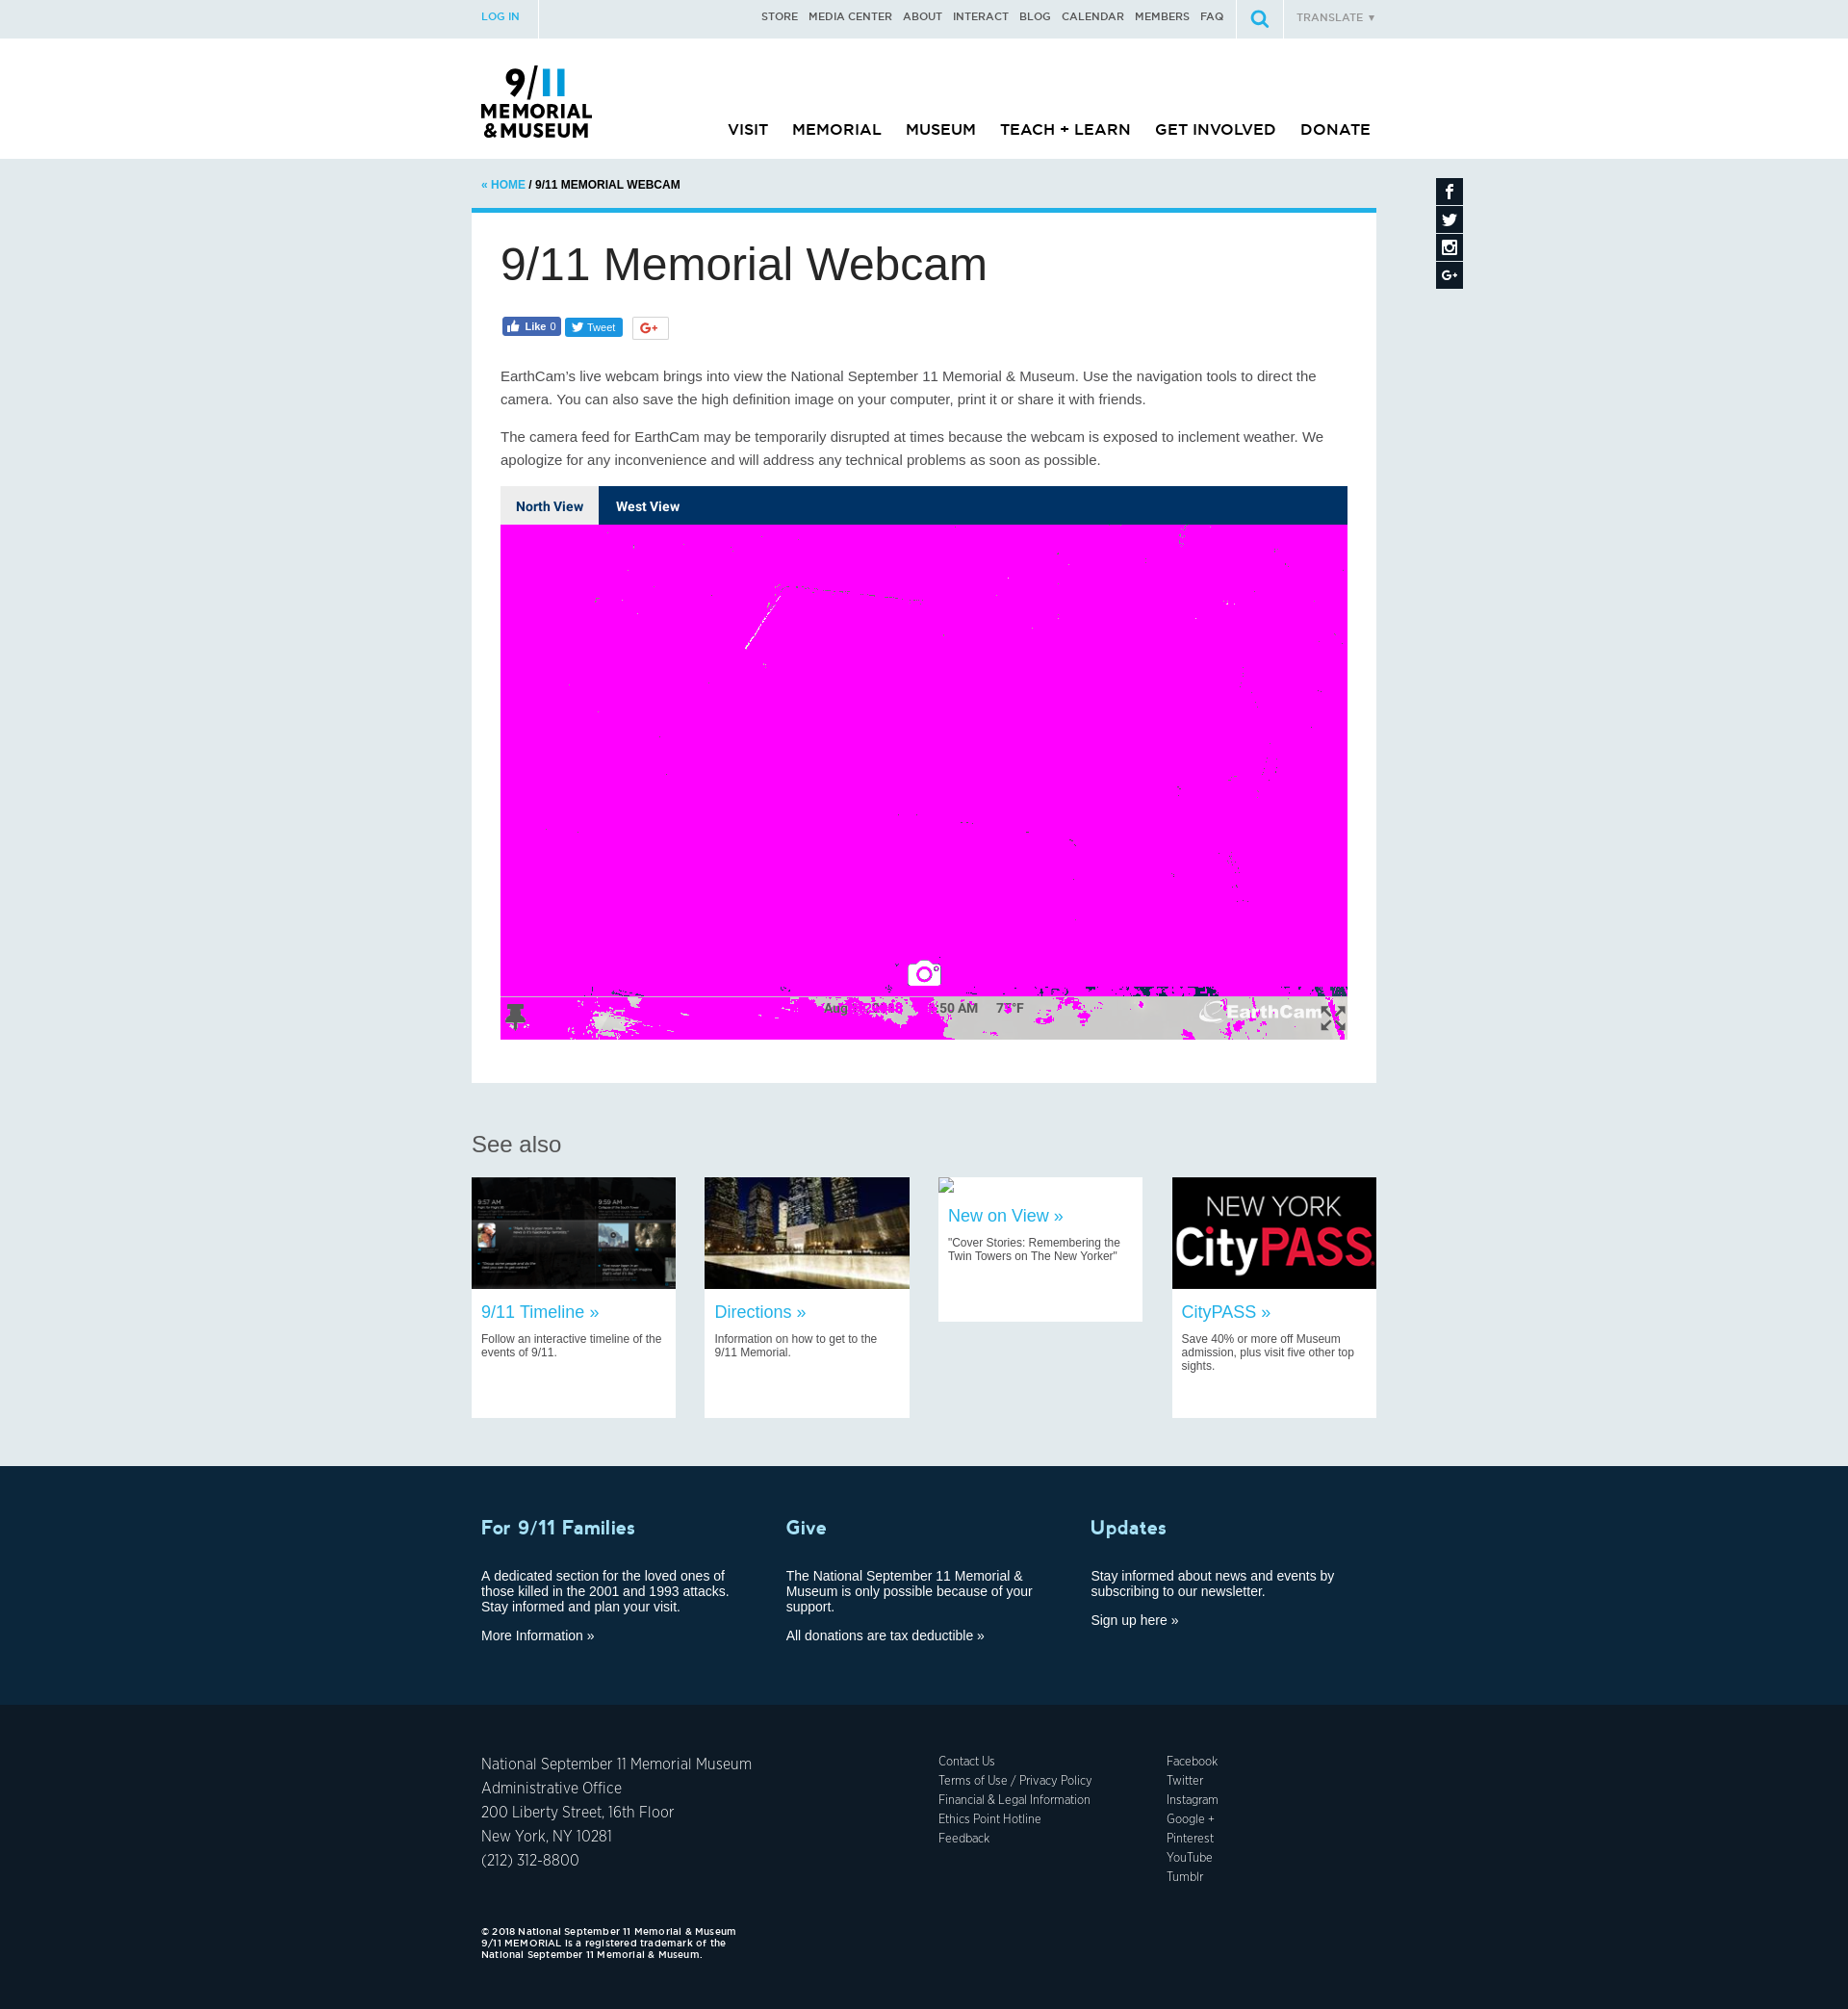 LOG IN
STORE MEDIA CENTER ABOUT INTERACT BLOG CALENDAR MEMBERS FAQ
TRANSLATE ▼
9/11
MEMORIAL
&MUSEUM
VISIT MEMORIAL MUSEUM TEACH + LEARN GET INVOLVED DONATE
« HOME / 9/11 MEMORIAL WEBCAM
9/11 Memorial Webcam
Like 0 Tweet G+
EarthCam's live webcam brings into view the National September 11 Memorial & Museum. Use the navigation tools to direct the
camera. You can also save the high definition image on your computer, print it or share it with friends.
The camera feed for EarthCam may be temporarily disrupted at times because the webcam is exposed to inclement weather. We
apologize for any inconvenience and will address any technical problems as soon as possible.
North View West View
Aug :50 AM °F
EarthCam
See also
9:57 AM 9:59 AM
NEW YORK
CityPASS
9/11 Timeline »
Follow an interactive timeline of the
events of 9/11.
Directions »
Information on how to get to the
9/11 Memorial.
New on View »
"Cover Stories: Remembering the
Twin Towers on The New Yorker"
CityPASS »
Save 40% or more off Museum
admission, plus visit five other top
sights.
For 9/11 Families
A dedicated section for the loved ones of
those killed in the 2001 and 1993 attacks.
Stay informed and plan your visit.
More Information »
Give
The National September 11 Memorial &
Museum is only possible because of your
support.
All donations are tax deductible »
Updates
Stay informed about news and events by
subscribing to our newsletter.
Sign up here »
National September 11 Memorial Museum
Administrative Office
200 Liberty Street, 16th Floor
New York, NY 10281
(212) 312-8800
Contact Us
Terms of Use / Privacy Policy
Financial & Legal Information
Ethics Point Hotline
Feedback
Facebook
Twitter
Instagram
Google +
Pinterest
YouTube
Tumblr
© 2018 National September 11 Memorial & Museum
9/11 MEMORIAL is a registered trademark of the
National September 11 Memorial & Museum.